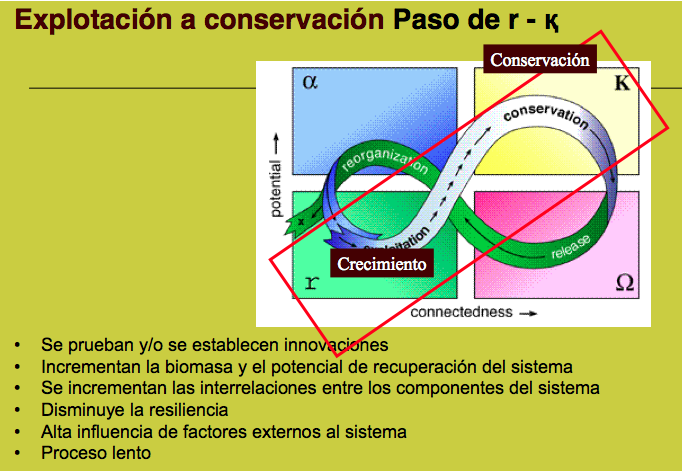 Explotación a conservación Paso de r - қ
Conservación
α
K
conservation
reorganization
potential
x
Crecimiento
release
r
Ω
connectedness
• Se prueban y/o se establecen innovaciones
• Incrementan la biomasa y el potencial de recuperación del sistema
• Se incrementan las interrelaciones entre los componentes del sistema
• Disminuye la resiliencia
• Alta influencia de factores externos al sistema
• Proceso lento